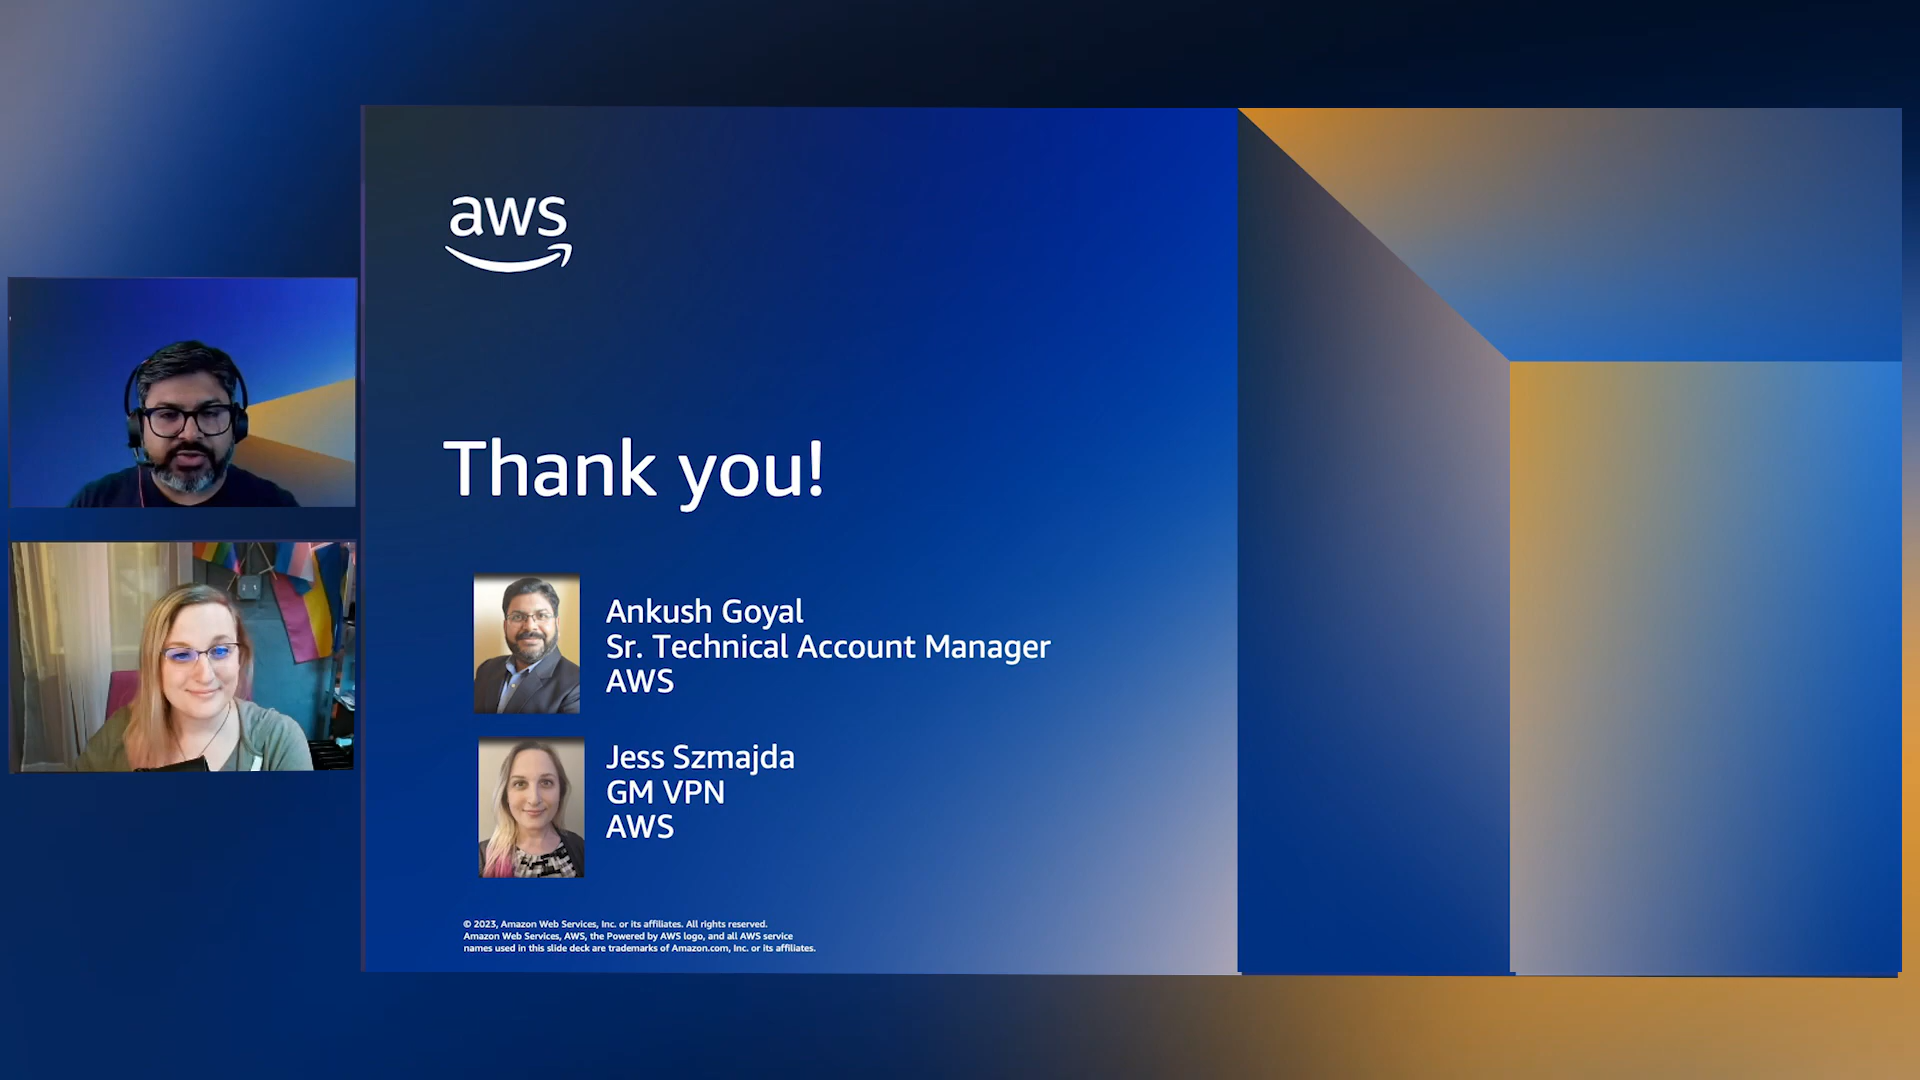 aws
Thank you!
Ankush Goyal
Sr. Technical Account Manager
AWS
Jess Szmajda
GM VPN
AWS
© 2023, Amazon Web Services, Inc. or its affiliates. All rights reserved.
Amazon Web Services, AWS, the Powered by AWS logo, and all AWS service
names used in this slide deck are trademarks of Amazon.com, Inc. or its affiliates.